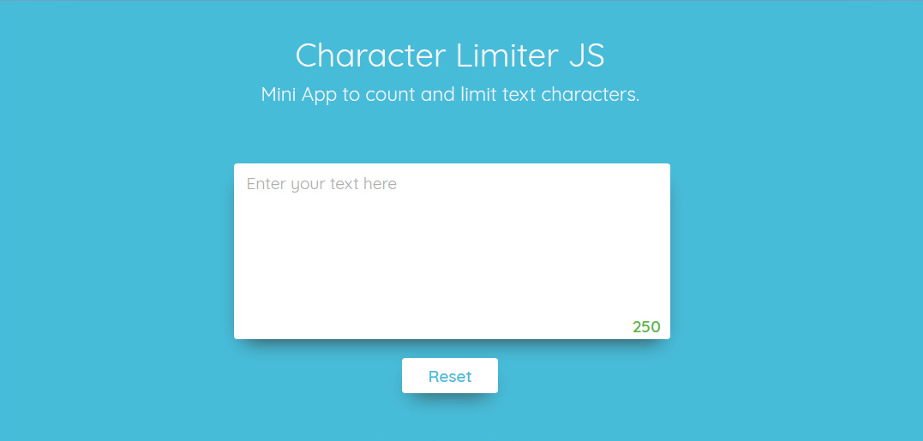 Character Limiter JS
Mini App to count and limit text characters.
Enter your text here
250
Reset